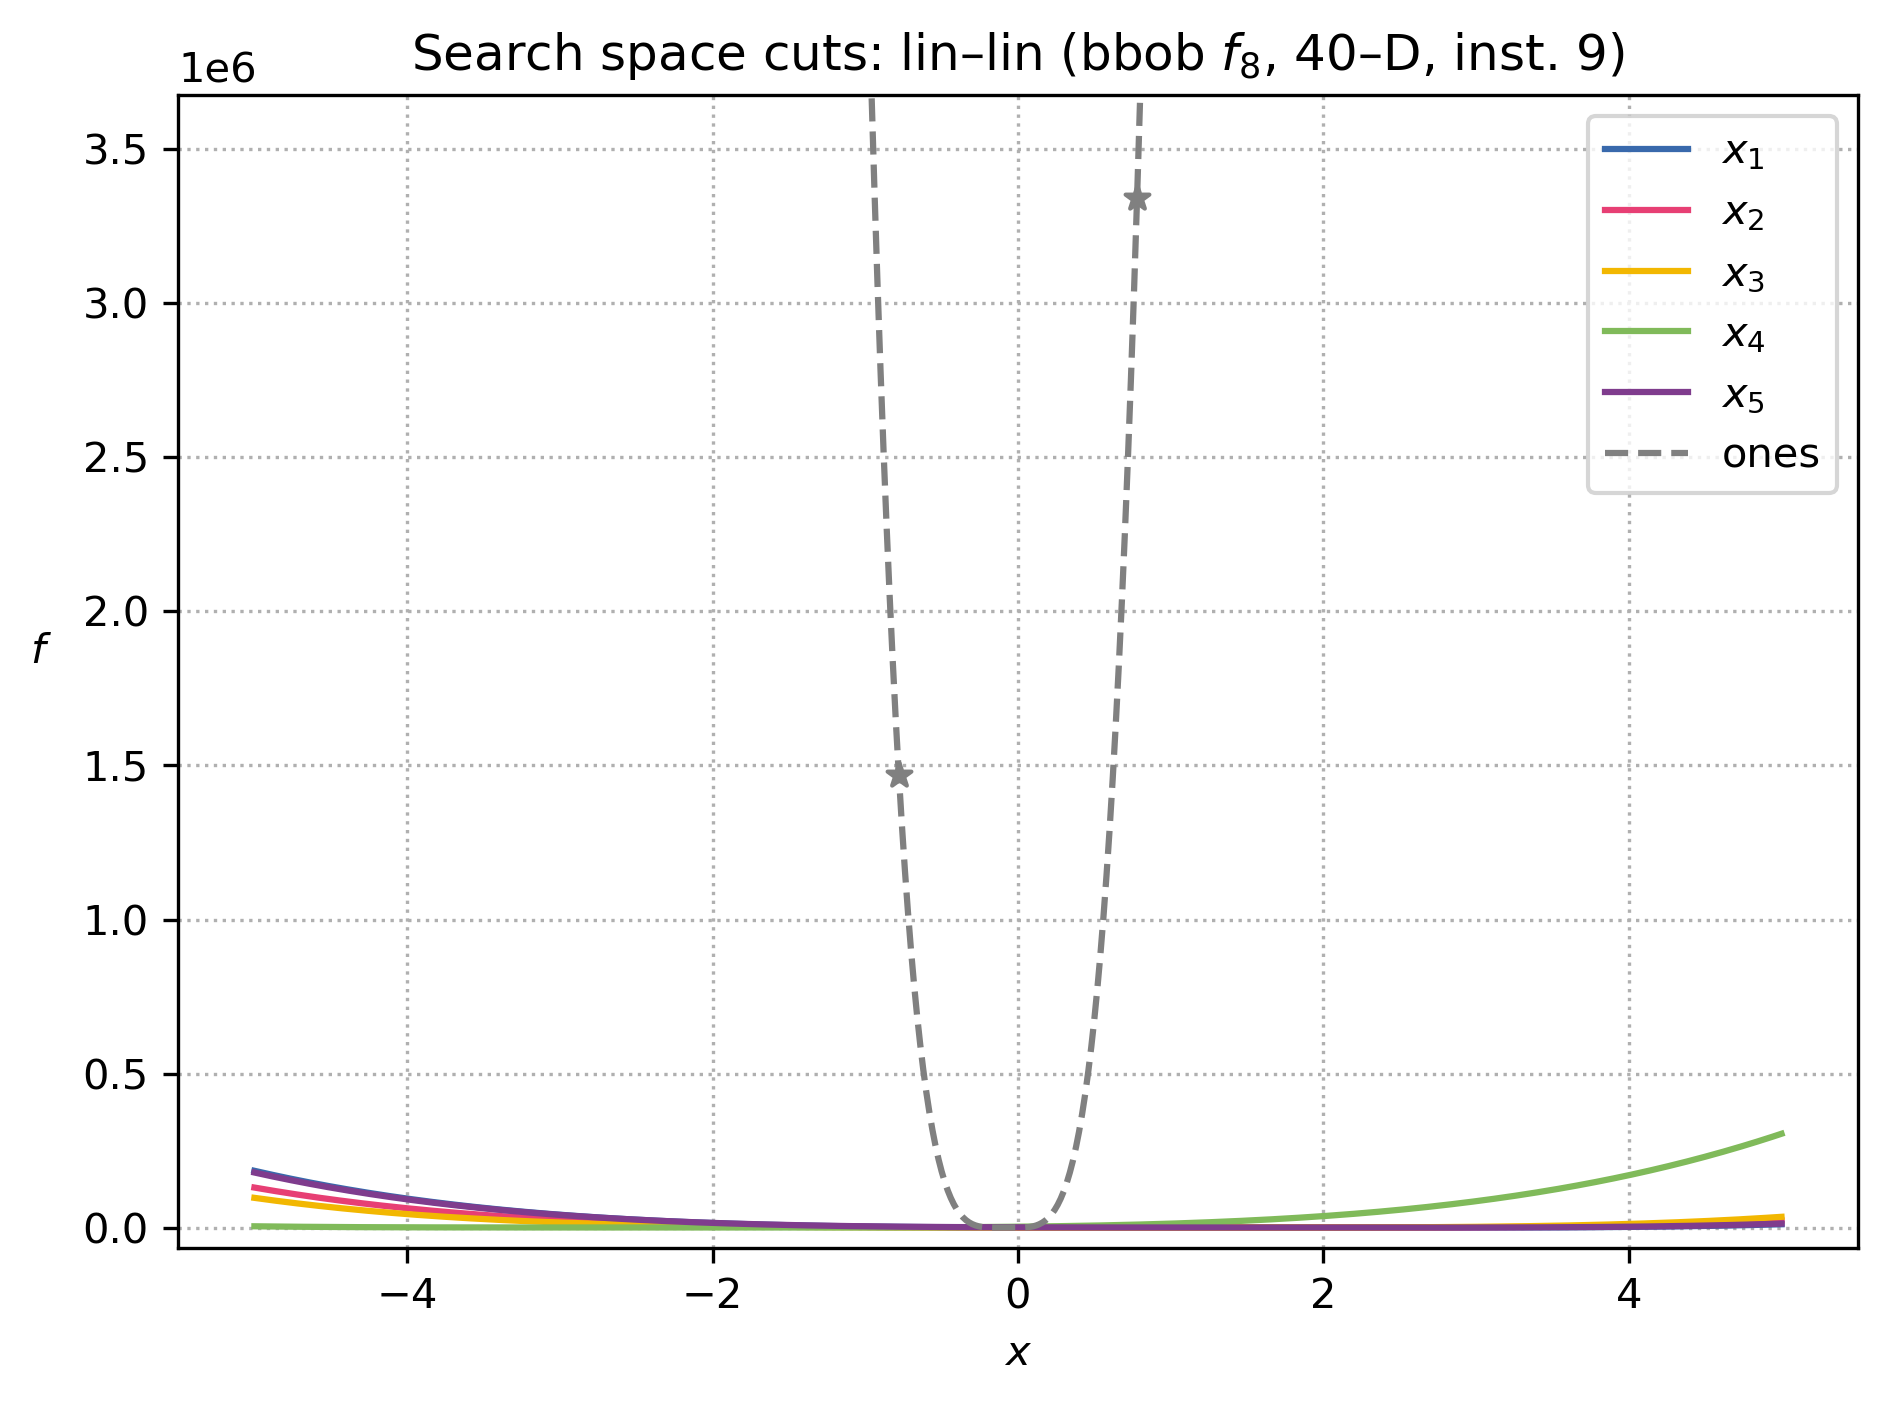 Search space cuts: lin–lin (bbob f₈, 40–D, inst. 9)
1e6
3.5
3.0
2.5
2.0
1.5
1.0
0.5
0.0
f
−4
−2
0
2
4
x
x₁
x₂
x₃
x₄
x₅
ones